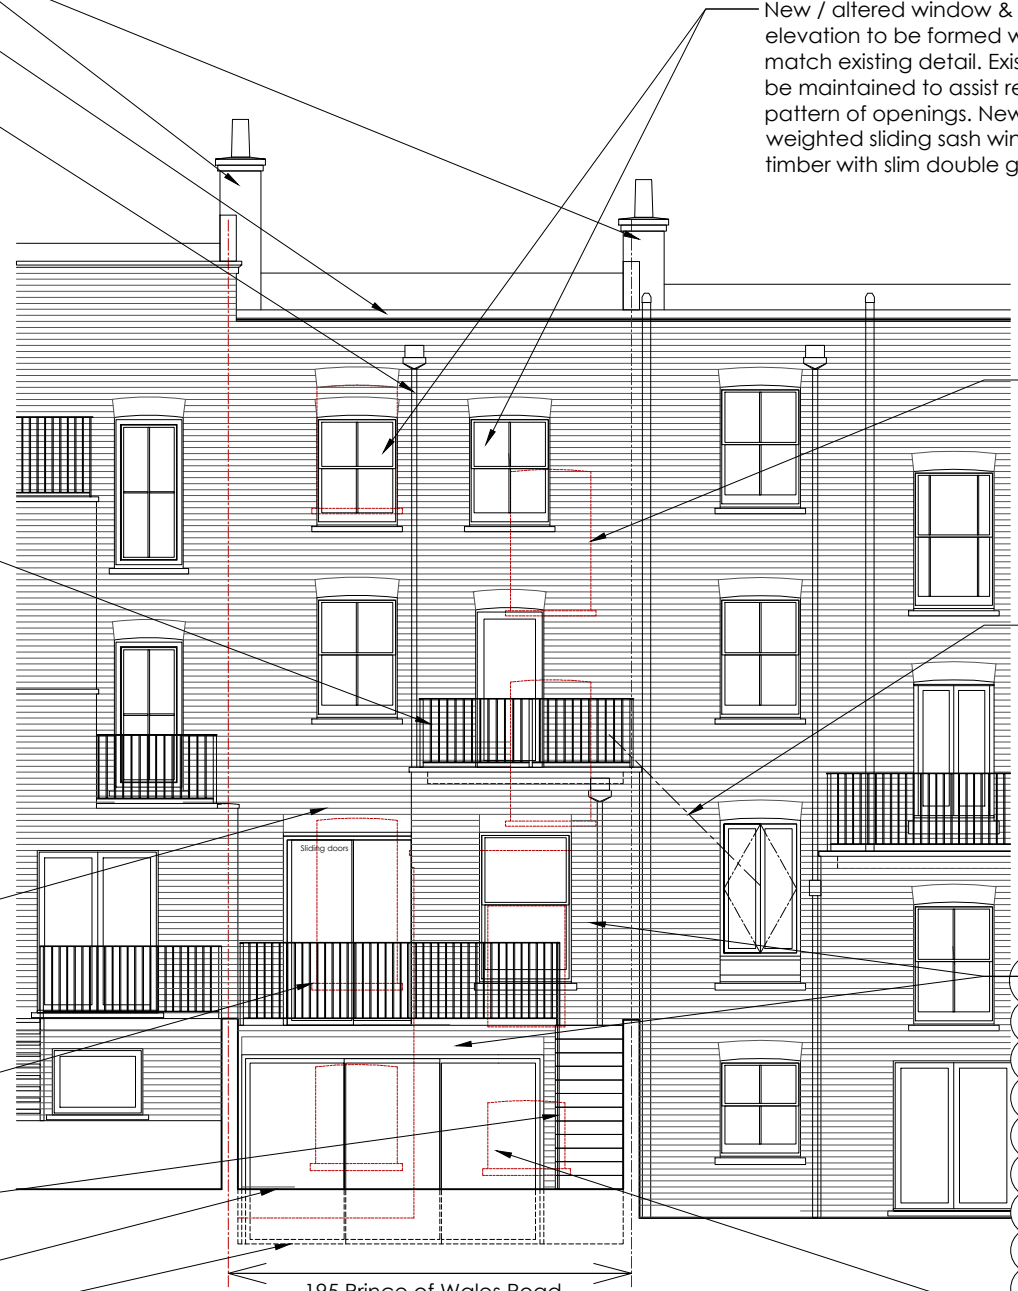 New / altered window &
elevation to be formed w
match existing detail. Exis
be maintained to assist re
pattern of openings. New
weighted sliding sash win
timber with slim double g
Sliding doors
195 Prince of Wales Road